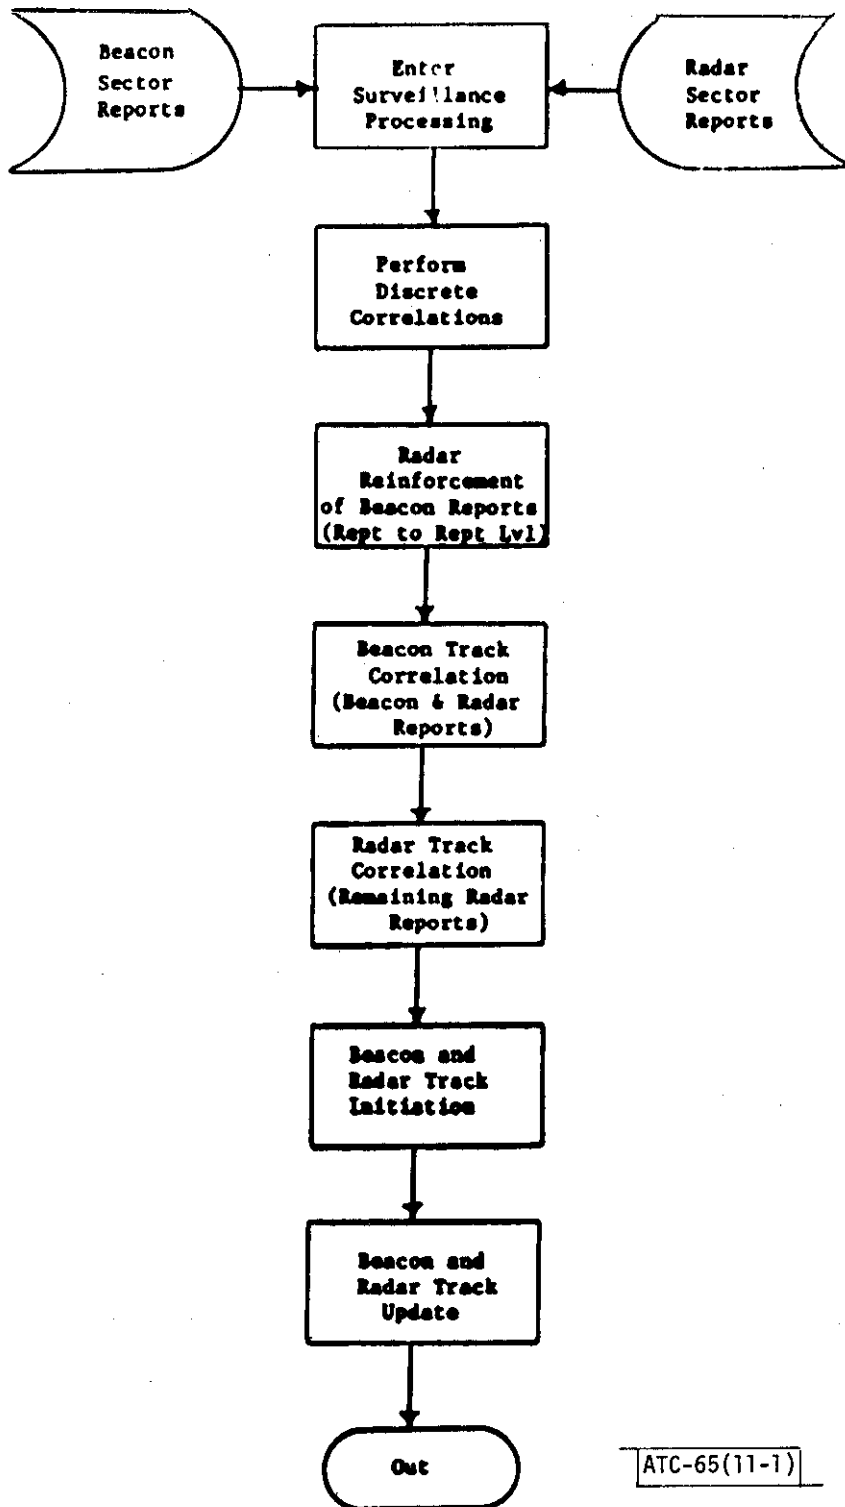 Beacon
Sector
Reports
Enter
Surveillance
Processing
Radar
Sector
Reports
Perform
Discrete
Correlations
Radar
Reinforcement
of Beacon Reports
(Rept to Rept Lvl)
Beacon Track
Correlation
(Beacon & Radar
Reports)
Radar Track
Correlation
(Remaining Radar
Reports)
Beacon and
Radar Track
Initiation
Beacon and
Radar Track
Update
Out
ATC-65(11-1)